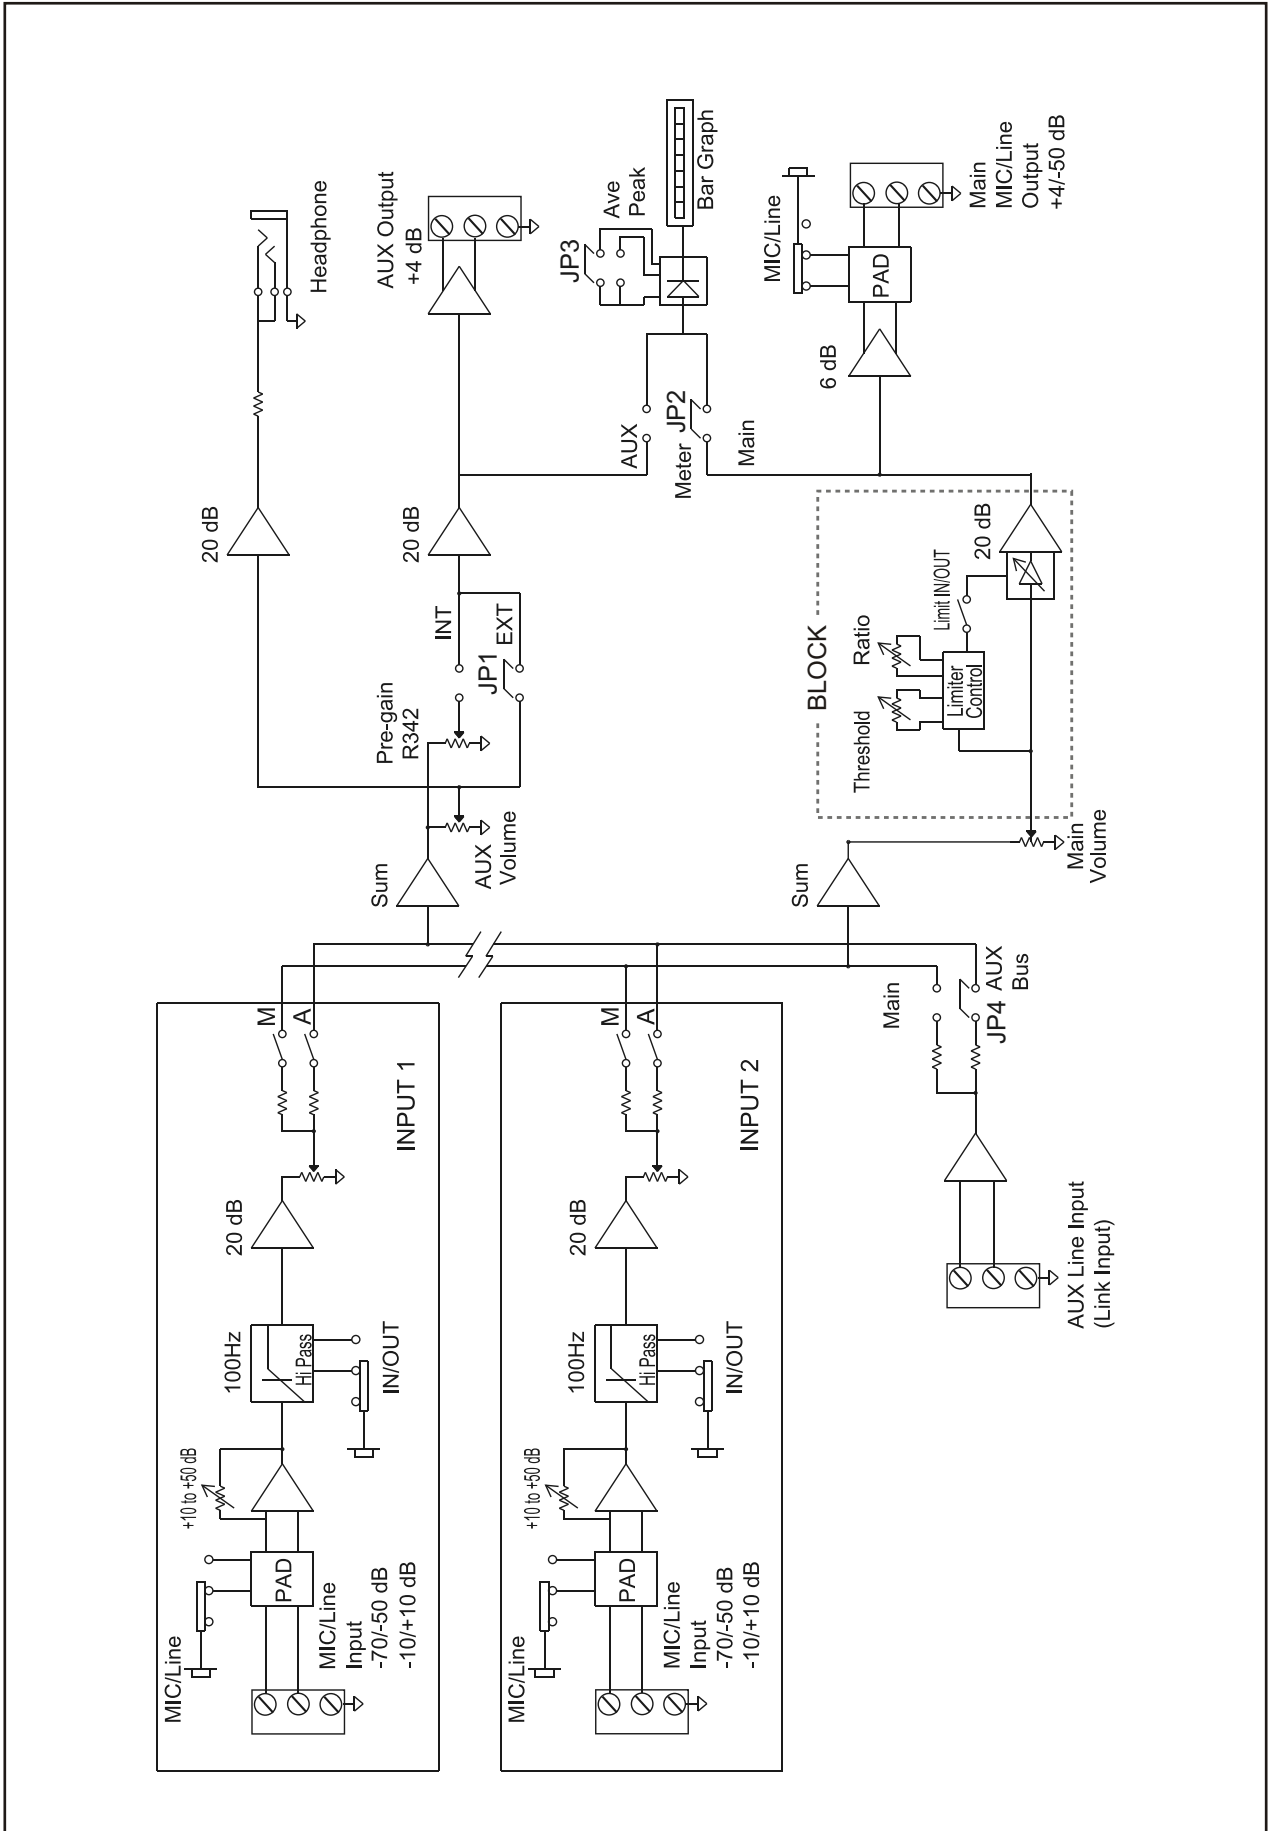 MIC/Line
PAD
MIC/Line
Input
-70/-50 dB
-10/+10 dB
+10 to +50 dB
100Hz
Hi Pass
IN/OUT
20 dB
M
A
INPUT 1
MIC/Line
PAD
MIC/Line
Input
-70/-50 dB
-10/+10 dB
+10 to +50 dB
100Hz
Hi Pass
IN/OUT
20 dB
M
A
INPUT 2
AUX Line Input
(Link Input)
Main
JP4
AUX
Bus
Sum
AUX
Volume
Pre-gain
R342
INT
JP1
EXT
20 dB
Headphone
20 dB
AUX Output
+4 dB
AUX
Meter
JP2
Main
JP3
Ave
Peak
Bar Graph
Sum
Main
Volume
BLOCK
Threshold
Ratio
Limiter
Control
Limit IN/OUT
20 dB
6 dB
MIC/Line
PAD
Main
MIC/Line
Output
+4/-50 dB